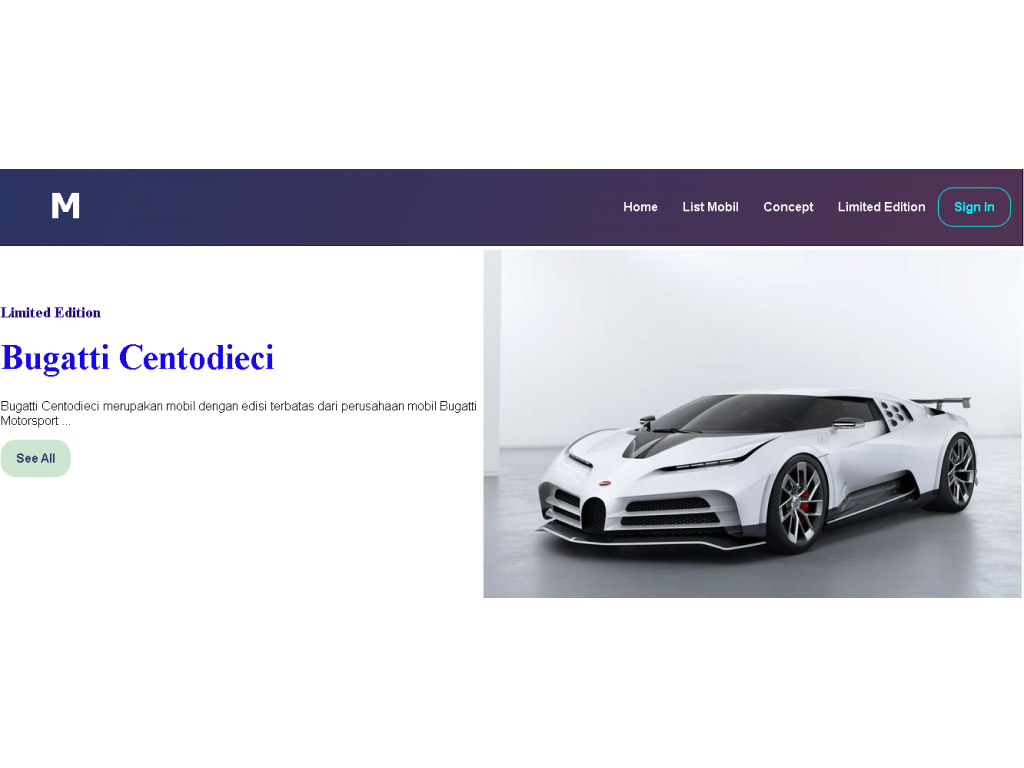 M
Home
List Mobil
Concept
Limited Edition
Sign In
Limited Edition
Bugatti Centodieci
Bugatti Centodieci merupakan mobil dengan edisi terbatas dari perusahaan mobil Bugatti
Motorsport ...
See All